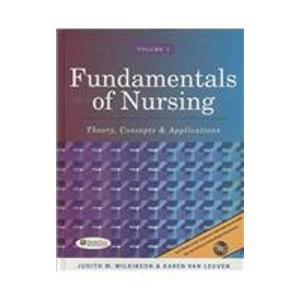 VOLUME 1
Fundamentals
of Nursing
Theory, Concepts & Applications
JUDITH M. WILKINSON & KAREN VAN LEUVEN